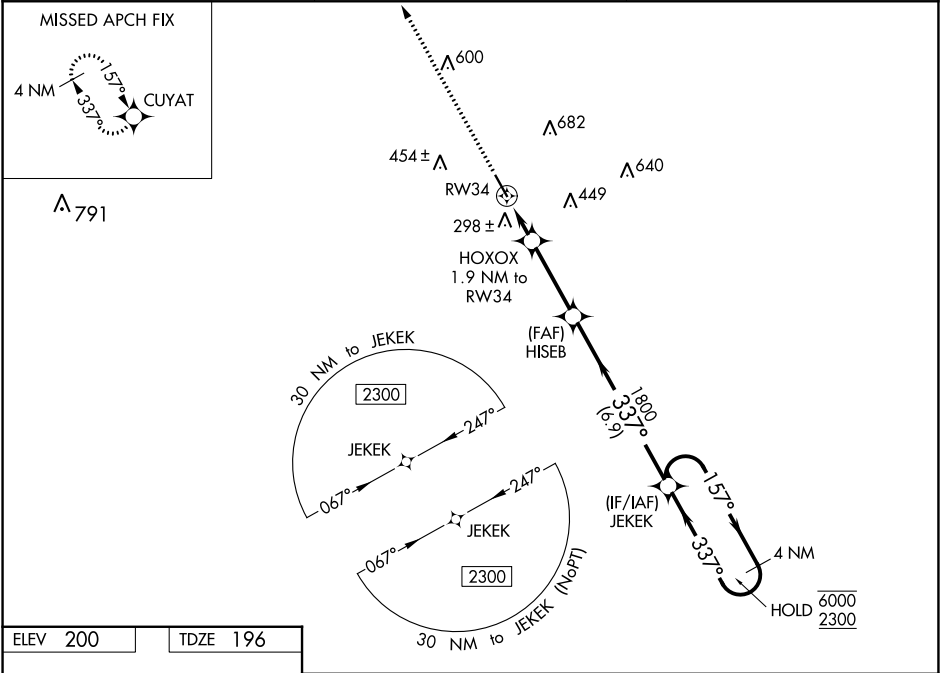 MISSED APCH FIX
4 NM
157°
337°
CUYAT
791
600
682
454 ±
640
RW34
449
298 ±
HOXOX
1.9 NM to
RW34
(FAF)
HISEB
30 NM to JEKEK
2300
JEKEK
247°
067°
1800
337°
(6.9)
(IF/IAF)
JEKEK
157°
337°
4 NM
HOLD 6000
2300
247°
JEKEK
067°
2300
30 NM to JEKEK (NoPT)
ELEV 200
TDZE 196